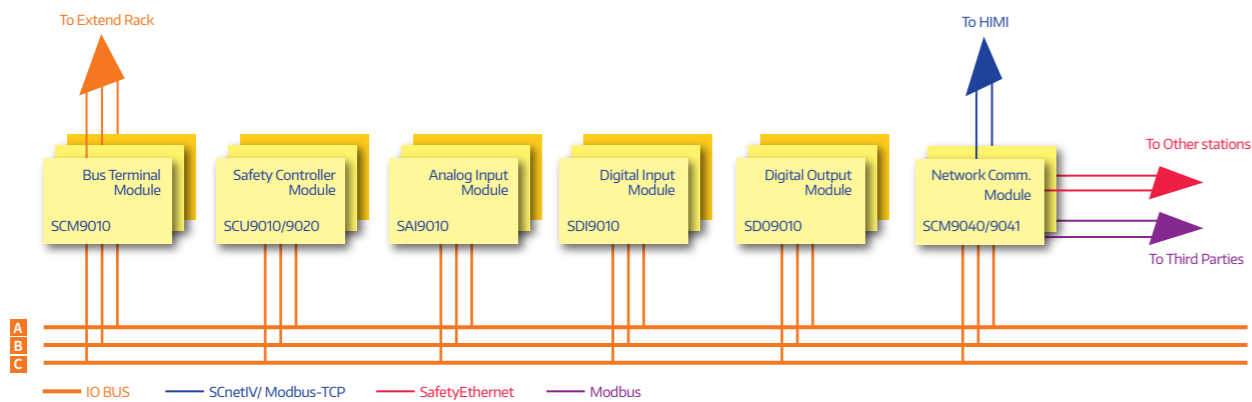 To Extend Rack
To HIMI
Bus Terminal
Module
SCM9010
Safety Controller
Module
SCU9010/9020
Analog Input
Module
SAI9010
Digital Input
Module
SDI9010
Digital Output
Module
SD09010
Network Comm.
Module
SCM9040/9041
To Other stations
To Third Parties
A
B
C
IO BUS
SCnetIV/ Modbus-TCP
SafetyEthernet
Modbus